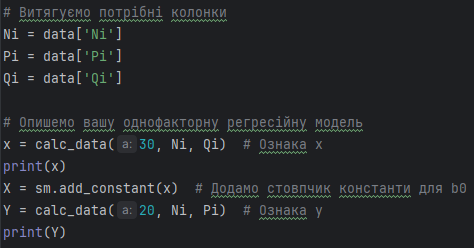 # Витягуємо потрібні колонки
Ni = data['Ni']
Pi = data['Pi']
Qi = data['Qi']
# Опишемо вашу однофакторну регресійну модель
x = calc_data( a: 30, Ni, Qi)  # Ознака x
print(x)
X = sm.add_constant(x)  # Додамо стовпчик константи для b0
Y = calc_data( a: 20, Ni, Pi)  # Ознака y
print(Y)